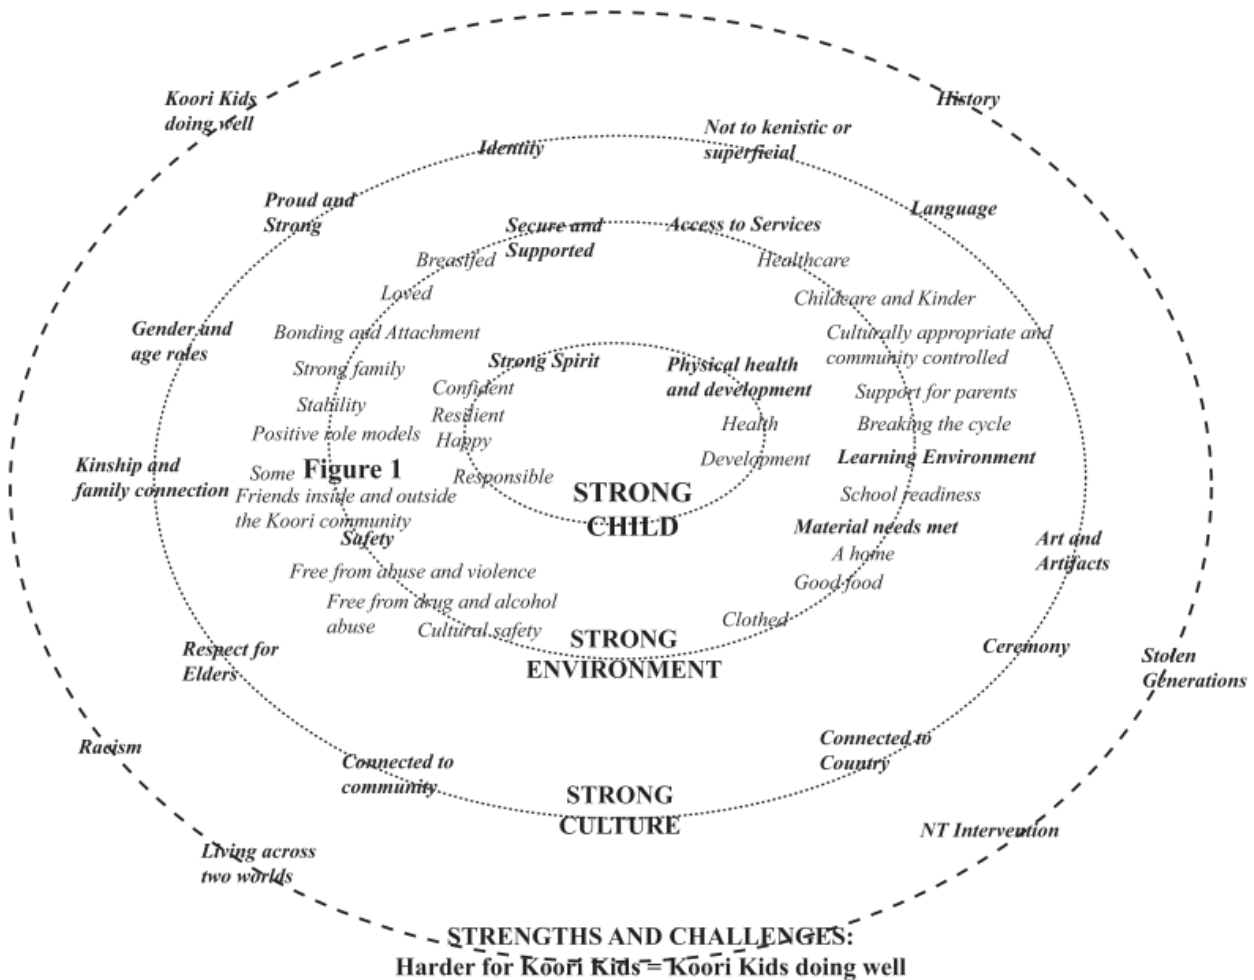 Koori Kids
doing well
History
Not to kenistic or
superficial
Identity
Proud and
Strong
Language
Secure and
Supported
Access to Services
Breasifed
Healthcare
Loved
Childcare and Kinder
Gender and
age roles
Bonding and Attachment
Culturally appropriate and
community controlled
Strong Spirit
Physical health
and development
Strong family
Confident
Support for parents
Stability
Resilient
Health
Breaking the cycle
Positive role models
Happy
Kinship and
family connection
Some
Figure 1
Responsible
Development
Learning Environment
Friends inside and outside
the Koori community
STRONG
CHILD
School readiness
Safety
Material needs met
Art and
Artifacts
A home
Free from abuse and violence
Good food
Free from drug and alcohol
abuse
Cultural safety
Clothed
STRONG
ENVIRONMENT
Respect for
Elders
Ceremony
Stolen
Generations
Racism
Connected to
community
Connected to
Country
STRONG
CULTURE
NT Intervention
Living across
two worlds
STRENGTHS AND CHALLENGES:
Harder for Koori Kids = Koori Kids doing well